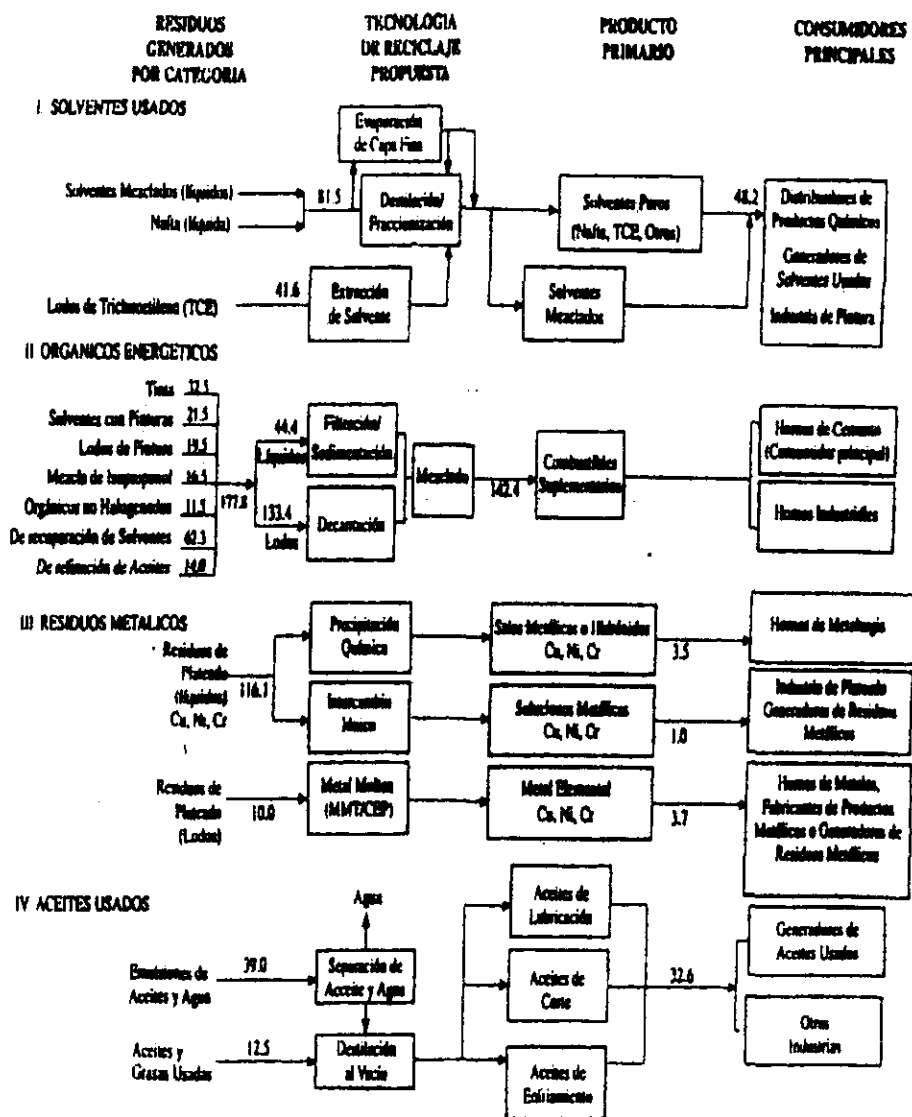 RESIDUOS
GENERADOS
POR CATEGORIA
TECNOLOGIA
DE RECICLAJE
PROPUESTA
PRODUCTO
PRIMARIO
CONSUMIDORES
PRINCIPALES
I SOLVENTES USADOS
Evaporación
de Capa Fina
Solventes Mezclados (líquidos)
Nafta (líquida)
81.5
Destilación/
Fraccionización
Solventes Puros
(Nafta, TCE, Otros)
48.2
Distribuidores de
Productos Químicos
Generadores de
Solventes Usados
Industria de Pintura
Lodos de Tricloroetileno (TCE)
41.6
Extracción
de Solvente
Solventes
Mezclados
II ORGANICOS ENERGETICOS
Tintas 32.5
Solventes con Pinturas 21.5
Lodos de Pintura 19.5
Mezcla de Isopropanol 16.5
Orgánicos no Halogenados 11.5
De recuperación de Solventes 62.3
De refinación de Aceites 14.0
177.8
44.4
Líquidos
133.4
Lodos
Filtración/
Sedimentación
Decantación
Mezclado
142.4
Combustibles
Suplementarios
Hornos de Cemento
(Consumidor principal)
Hornos Industriales
III RESIDUOS METALICOS
Residuos de
Plateado
(líquidos)
Cu, Ni, Cr
116.1
Precipitación
Química
Sales Metálicas o Hidróxidos
Cu, Ni, Cr
3.5
Hornos de Metalurgia
Intercambio
Iónico
Soluciones Metálicas
Cu, Ni, Cr
1.0
Industria de Plateado
Generadores de Residuos
Metálicos
Residuos de
Plateado
(Lodos)
10.0
Metal Molten
(MMT/CEP)
Metal Elemental
Cu, Ni, Cr
3.7
Hornos de Metales,
Fabricantes de Productos
Metálicos o Generadores de
Residuos Metálicos
IV ACEITES USADOS
Agua
Emulsiones de
Aceites y Agua
39.0
Separación de
Aceite y Agua
Aceites y
Grasas Usadas
12.5
Destilación
al Vacío
Aceites de
Lubricación
Aceites de
Corte
Aceites de
Enfriamiento
32.6
Generadores de
Aceites Usados
Otras
Industrias